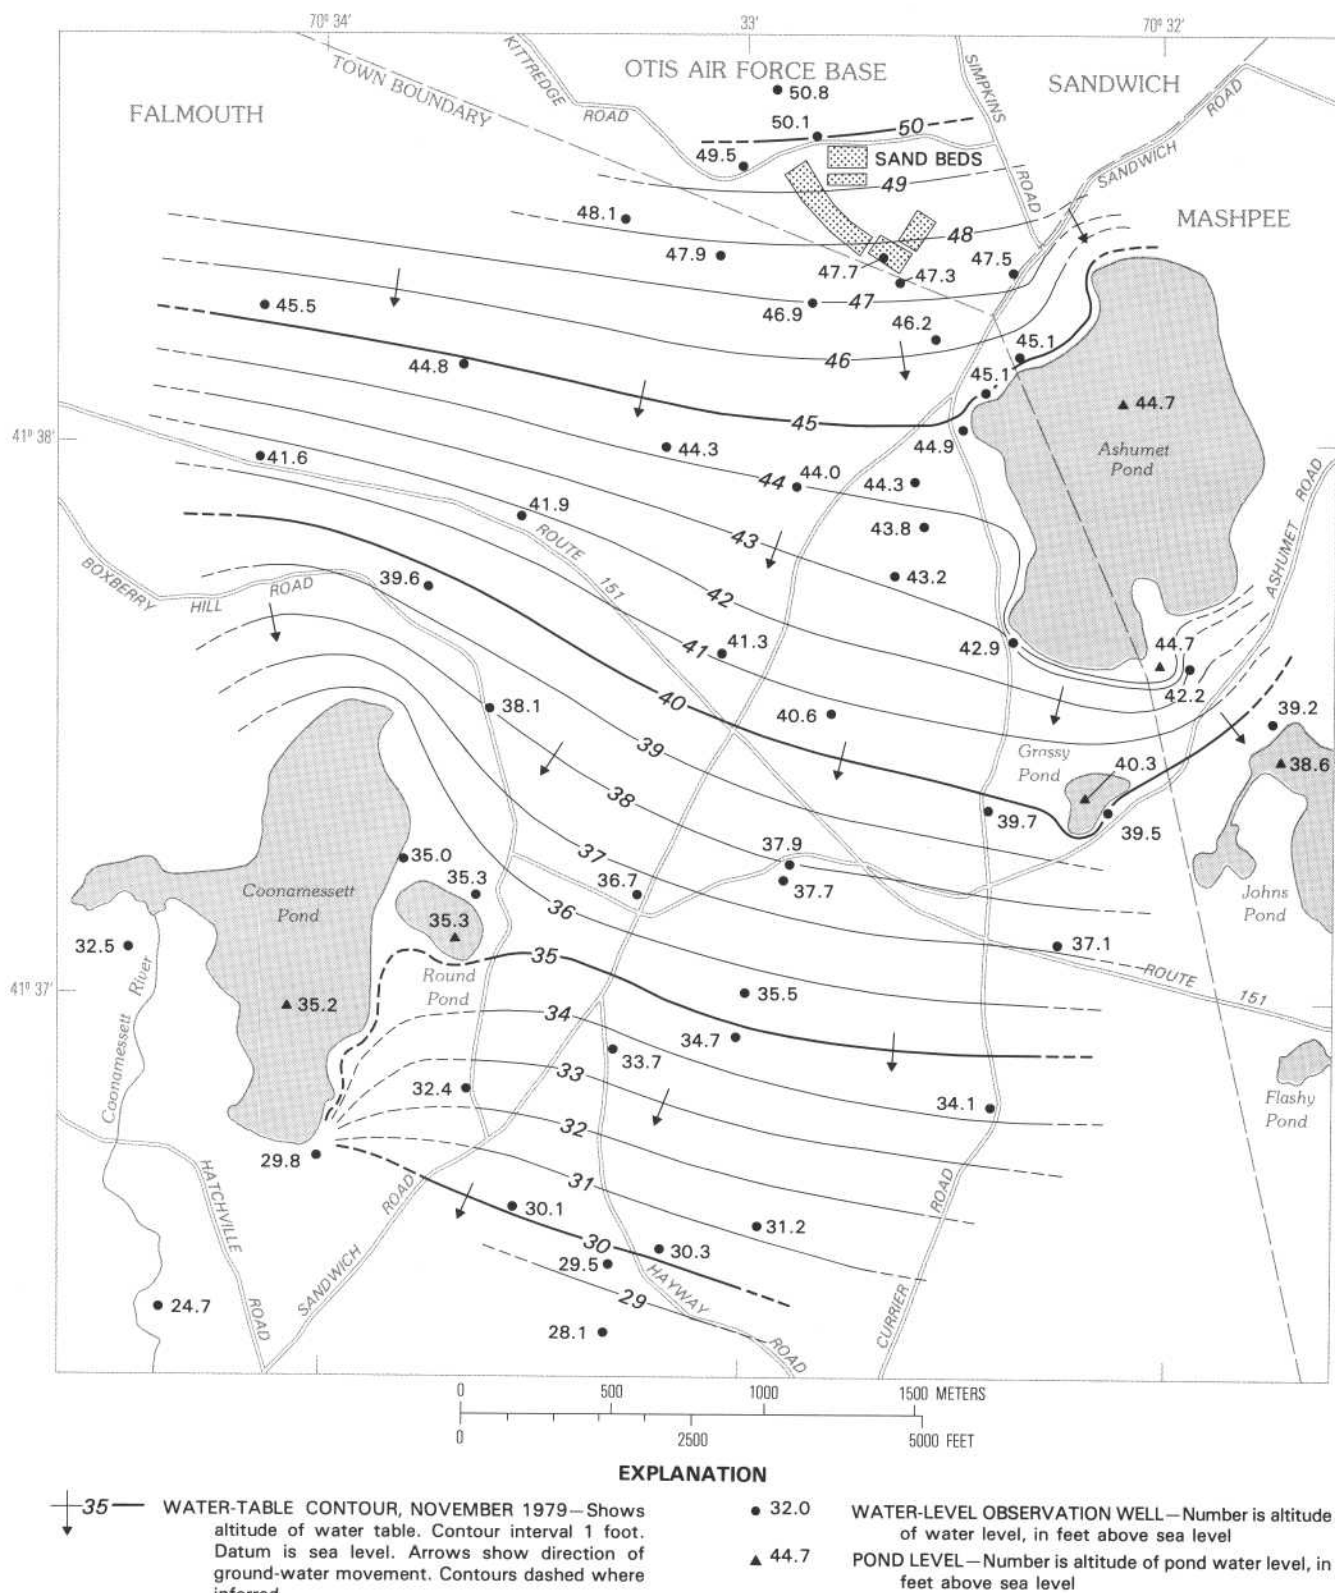 70° 34'
33'
70° 32'
KITTREDGE
ROAD
OTIS AIR FORCE BASE
SIMPKINS
ROAD
SANDWICH
SANDWICH
ROAD
TOWN BOUNDARY
FALMOUTH
50.8
50.1
50
49.5
SAND BEDS
49
MASHPEE
48.1
48
47.9
47.7
47.3
47.5
45.5
46.9
47
46.2
46
45.1
44.8
45.1
44.7
45
41° 38'
44.9
Ashumet
Pond
41.6
44.3
44
44.0
44.3
ASHUMET
ROAD
41.9
43.8
ROUTE
151
43
BOXBERRY
HILL
ROAD
39.6
43.2
42
41
41.3
42.9
44.7
42.2
38.1
40
40.6
39.2
39
Grassy
Pond
40.3
38.6
38
39.7
39.5
37.9
35.0
37
37.7
Coonamessett
Pond
35.3
36.7
36
Johns
Pond
35.3
32.5
35
37.1
Round
Pond
ROUTE
151
41° 37'
Coonamessett
River
35.2
35.5
34
34.7
33.7
33
32.4
34.1
Flashy
Pond
32
29.8
HATCHVILLE
ROAD
31
ROAD
ROAD
30.1
31.2
30
30.3
SANDWICH
29.5
HAYWAY
ROAD
29
24.7
28.1
CURRIER
0
500
1000
1500 METERS
0
2500
5000 FEET
EXPLANATION
35 WATER-TABLE CONTOUR, NOVEMBER 1979—Shows
altitude of water table. Contour interval 1 foot.
Datum is sea level. Arrows show direction of
ground-water movement. Contours dashed where
inferred
32.0 WATER-LEVEL OBSERVATION WELL—Number is altitude
of water level, in feet above sea level
44.7 POND LEVEL—Number is altitude of pond water level, in
feet above sea level